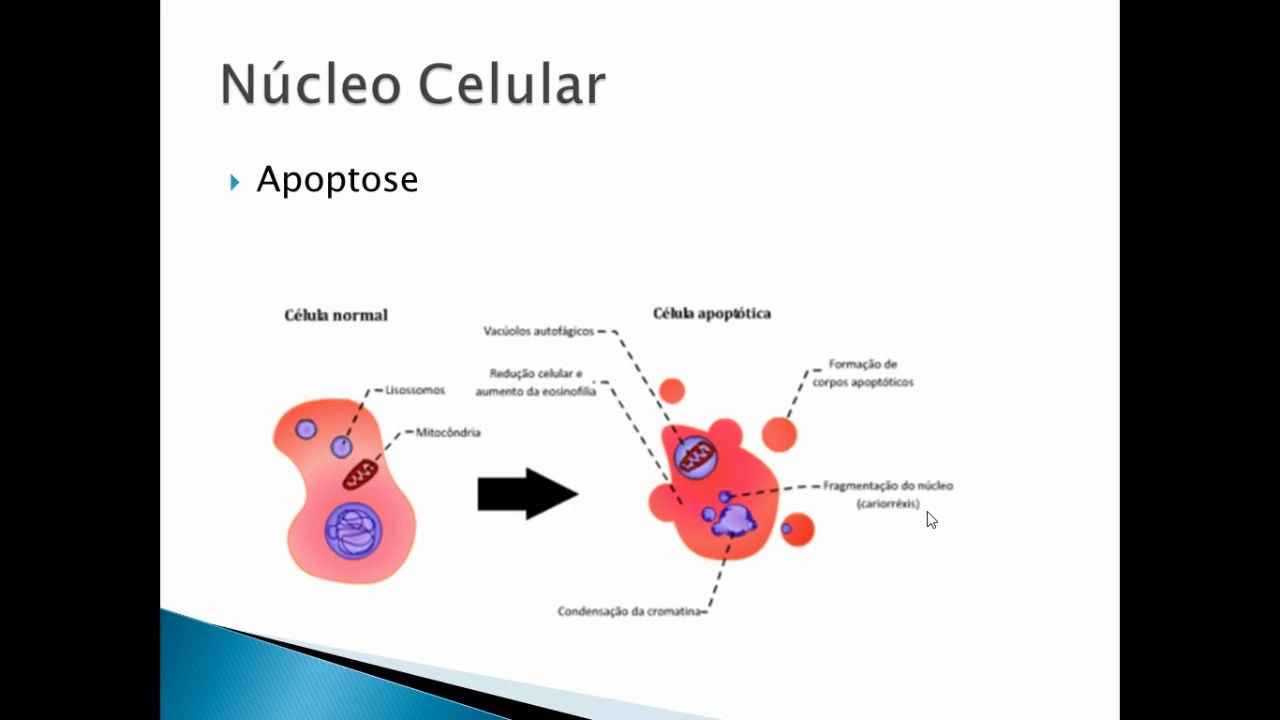 Núcleo Celular
Apoptose
Célula normal
Lisossomos
Mitocôndria
Célula apoptótica
Vacúolos autofágicos
Redução celular e
aumento da eosinofilia
Formação de
corpos apoptóticos
Fragmentação do núcleo
(cariorréxis)
Condensação da cromatina